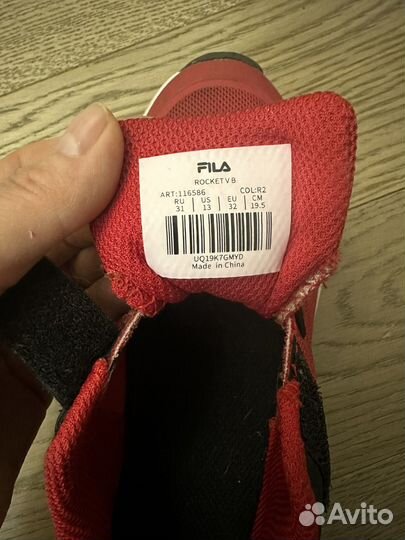 FILA
ROCKET V B
ART:116586 COL:R2
RU US EU CM
31 13 32 19.5
UQ19K7GMYD
Made in China
Avito